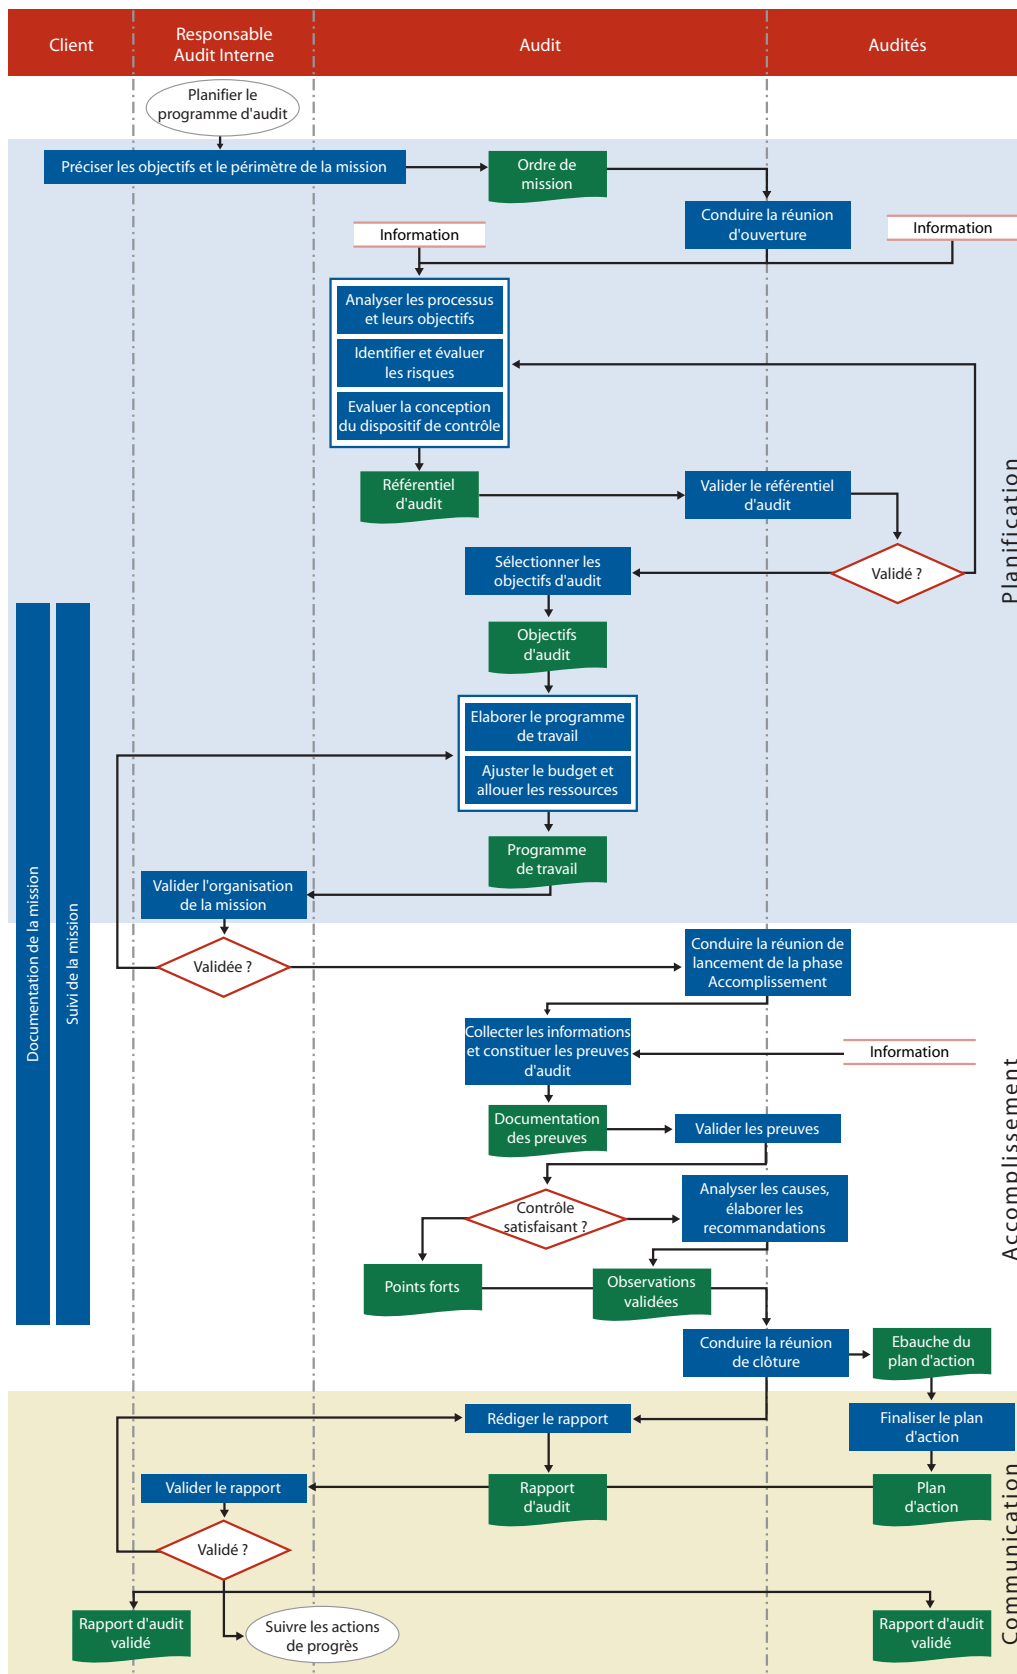 Client
Responsable
Audit Interne
Audit
Audités
Planifier le
programme d'audit
Préciser les objectifs et le périmètre de la mission
Ordre de
mission
Conduire la réunion
d'ouverture
Information
Information
Analyser les processus
et leurs objectifs
Identifier et évaluer
les risques
Evaluer la conception
du dispositif de contrôle
Référentiel
d'audit
Valider le référentiel
d'audit
Planification
Sélectionner les
objectifs d'audit
Validé ?
Objectifs
d'audit
Elaborer le programme
de travail
Ajuster le budget et
allouer les ressources
Programme
de travail
Valider l'organisation
de la mission
Documentation de la mission
Suivi de la mission
Validée ?
Conduire la réunion de
lancement de la phase
Accomplissement
Collecter les informations
et constituer les preuves
d'audit
Information
Accomplissement
Documentation
des preuves
Valider les preuves
Contrôle
satisfaisant ?
Analyser les causes,
élaborer les
recommandations
Points forts
Observations
validées
Conduire la réunion
de clôture
Ebauche du
plan d'action
Rédiger le rapport
Finaliser le plan
d'action
Valider le rapport
Rapport
d'audit
Plan
d'action
Communication
Validé ?
Rapport d'audit
validé
Suivre les actions
de progrès
Rapport d'audit
validé